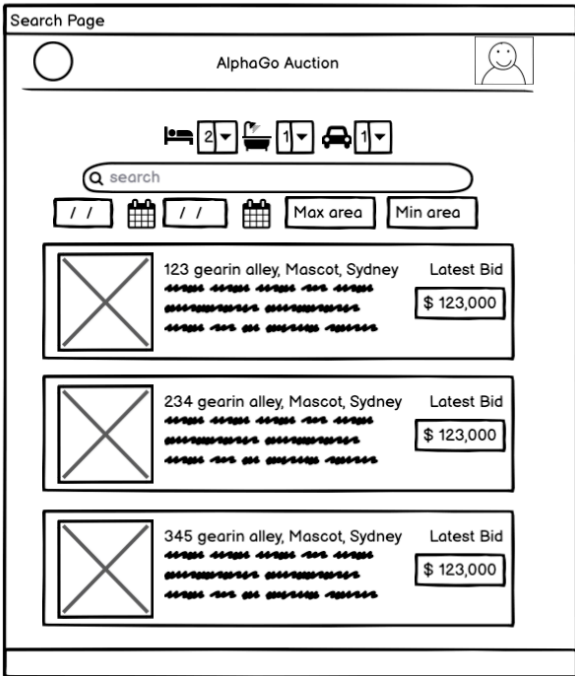 Search Page
AlphaGo Auction
2 1 1
search
/ / / / Max area Min area
123 gearin alley, Mascot, Sydney Latest Bid
$ 123,000
234 gearin alley, Mascot, Sydney Latest Bid
$ 123,000
345 gearin alley, Mascot, Sydney Latest Bid
$ 123,000